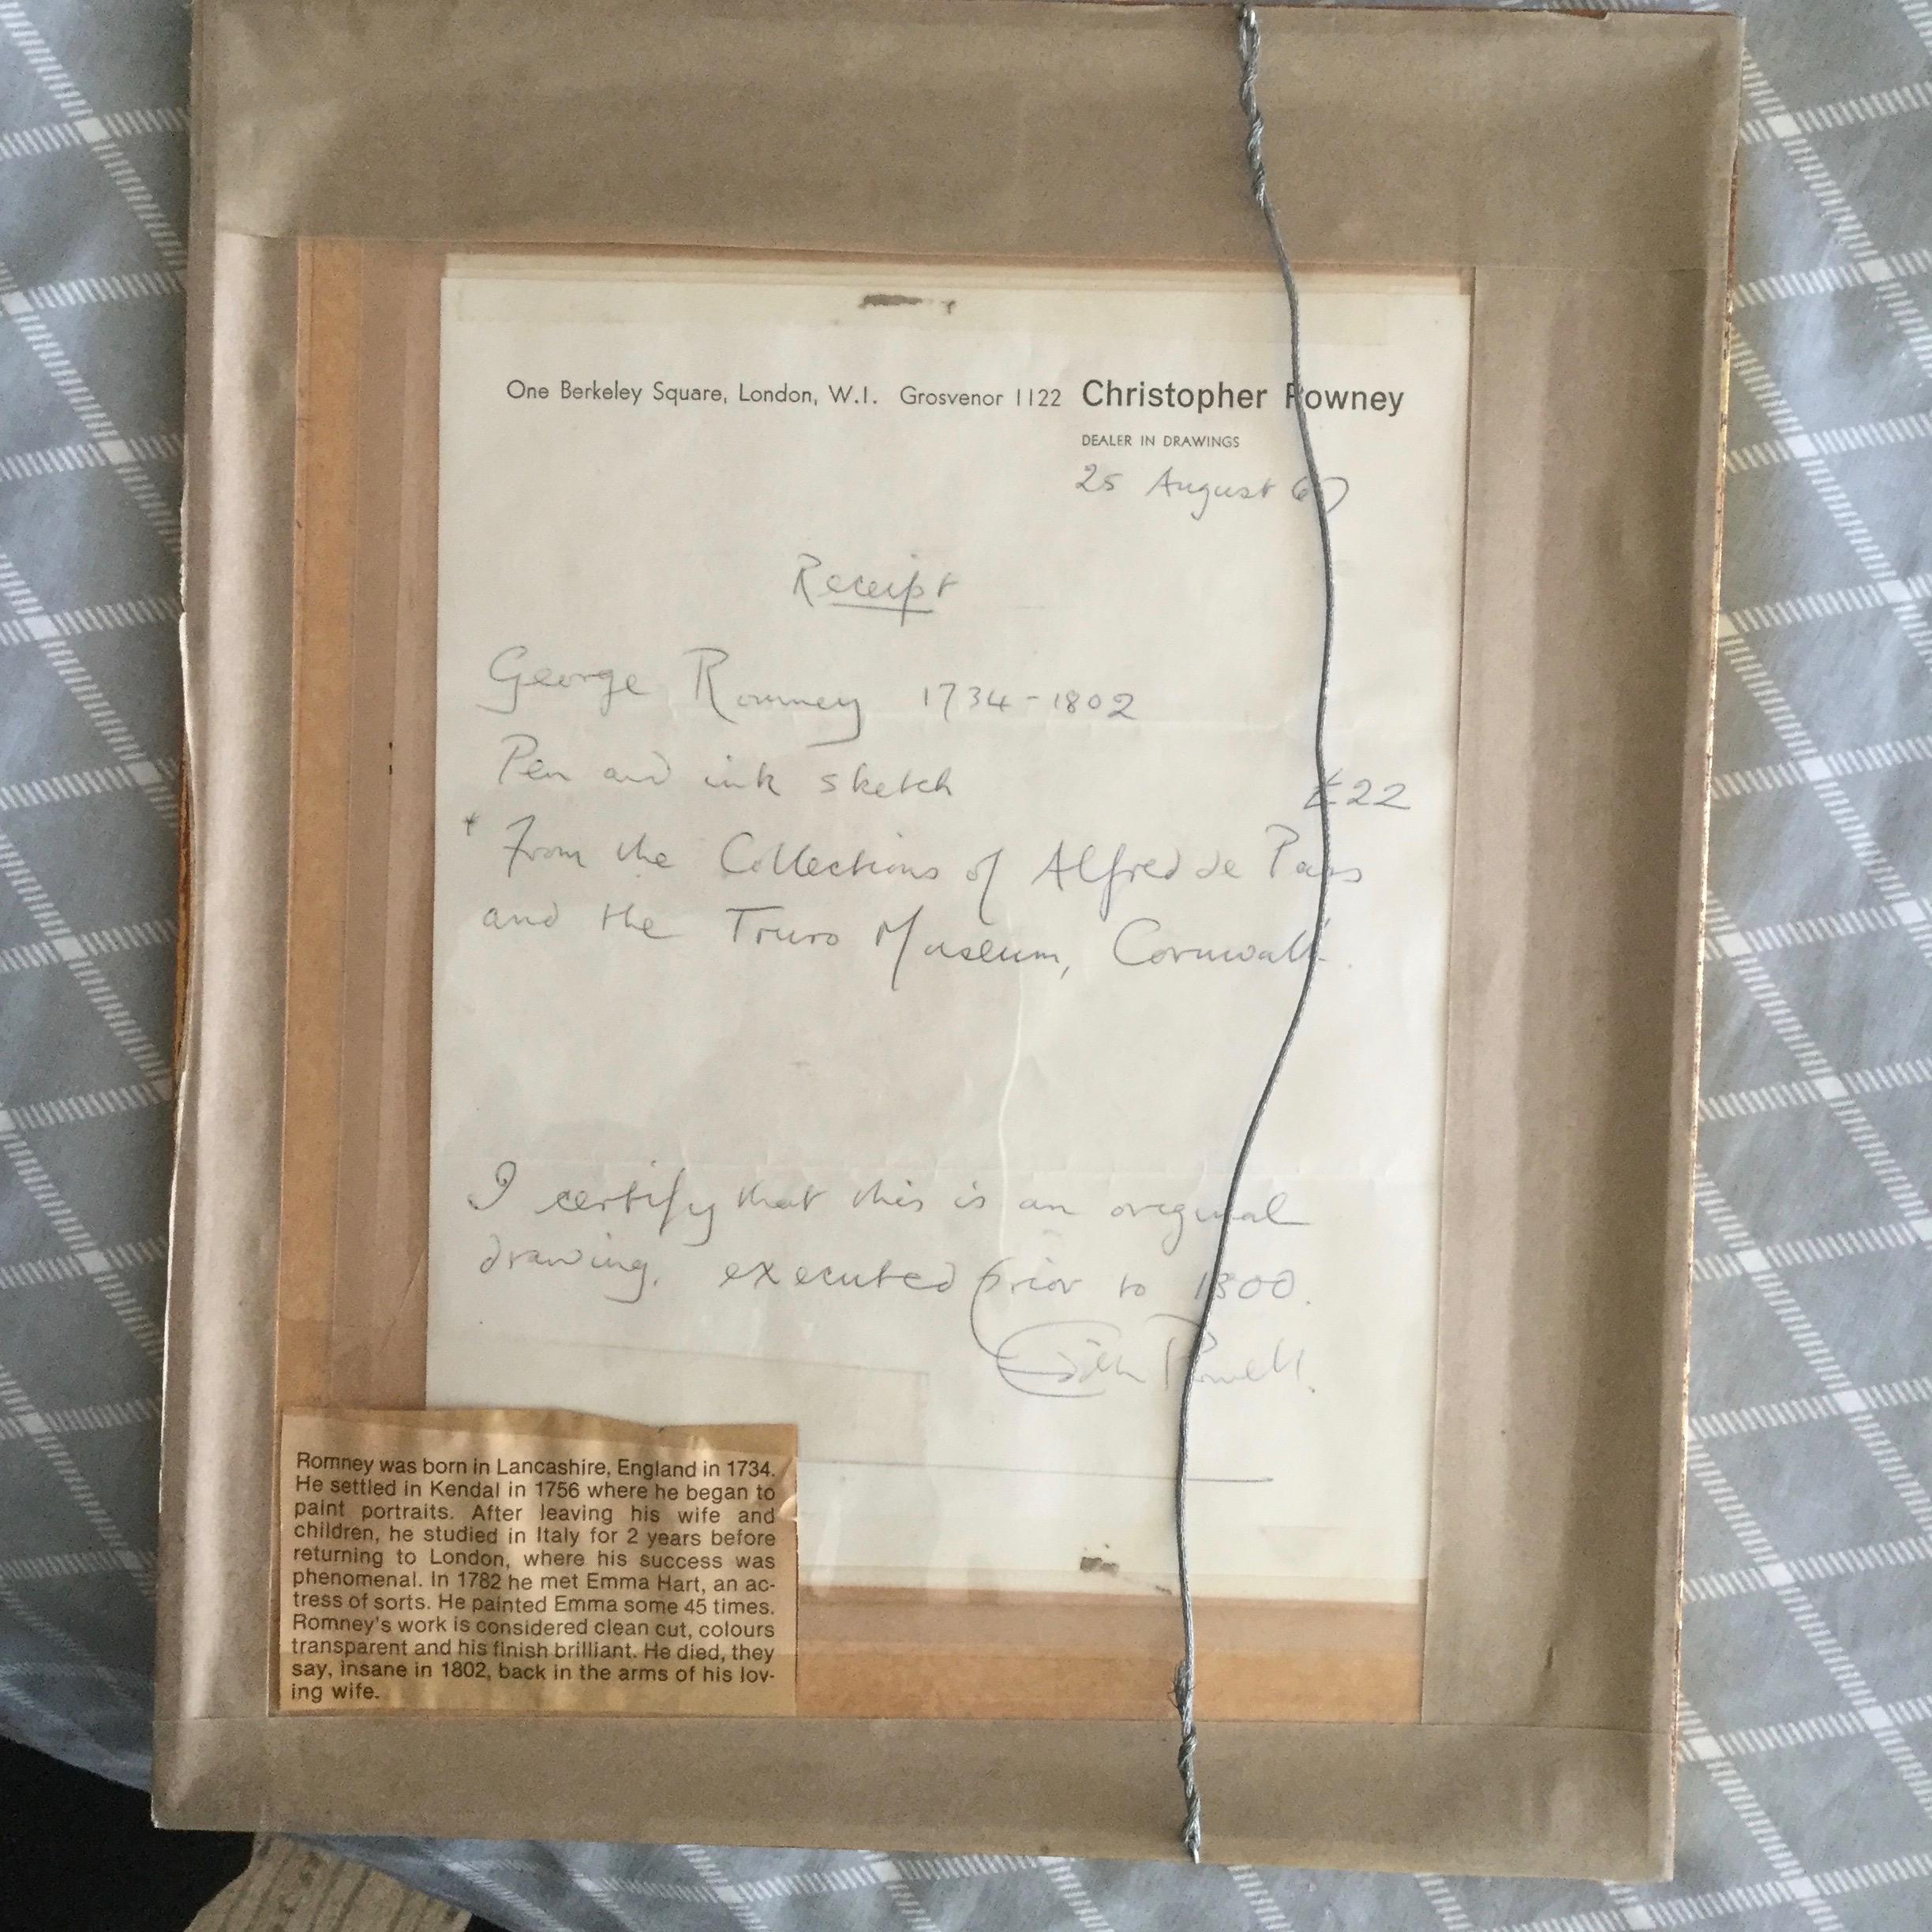 One Berkeley Square, London, W.1. Grosvenor 1122 Christopher Powney
DEALER IN DRAWINGS
25 August 67
Receipt
George Romney 1734-1802
Pen and ink sketch £22
+ From the Collections of Alfred de Pass
and the Truro Museum, Cornwall.
I certify that this is an original
drawing, executed prior to 1800.
Romney was born in Lancashire, England in 1734.
He settled in Kendal in 1756 where he began to
paint portraits. After leaving his wife and
children, he studied in Italy for 2 years before
returning to London, where his success was
phenomenal. In 1782 he met Emma Hart, an ac-
tress of sorts. He painted Emma some 45 times.
Romney's work is considered clean cut, colours
transparent and his finish brilliant. He died, they
say, insane in 1802, back in the arms of his lov-
ing wife.